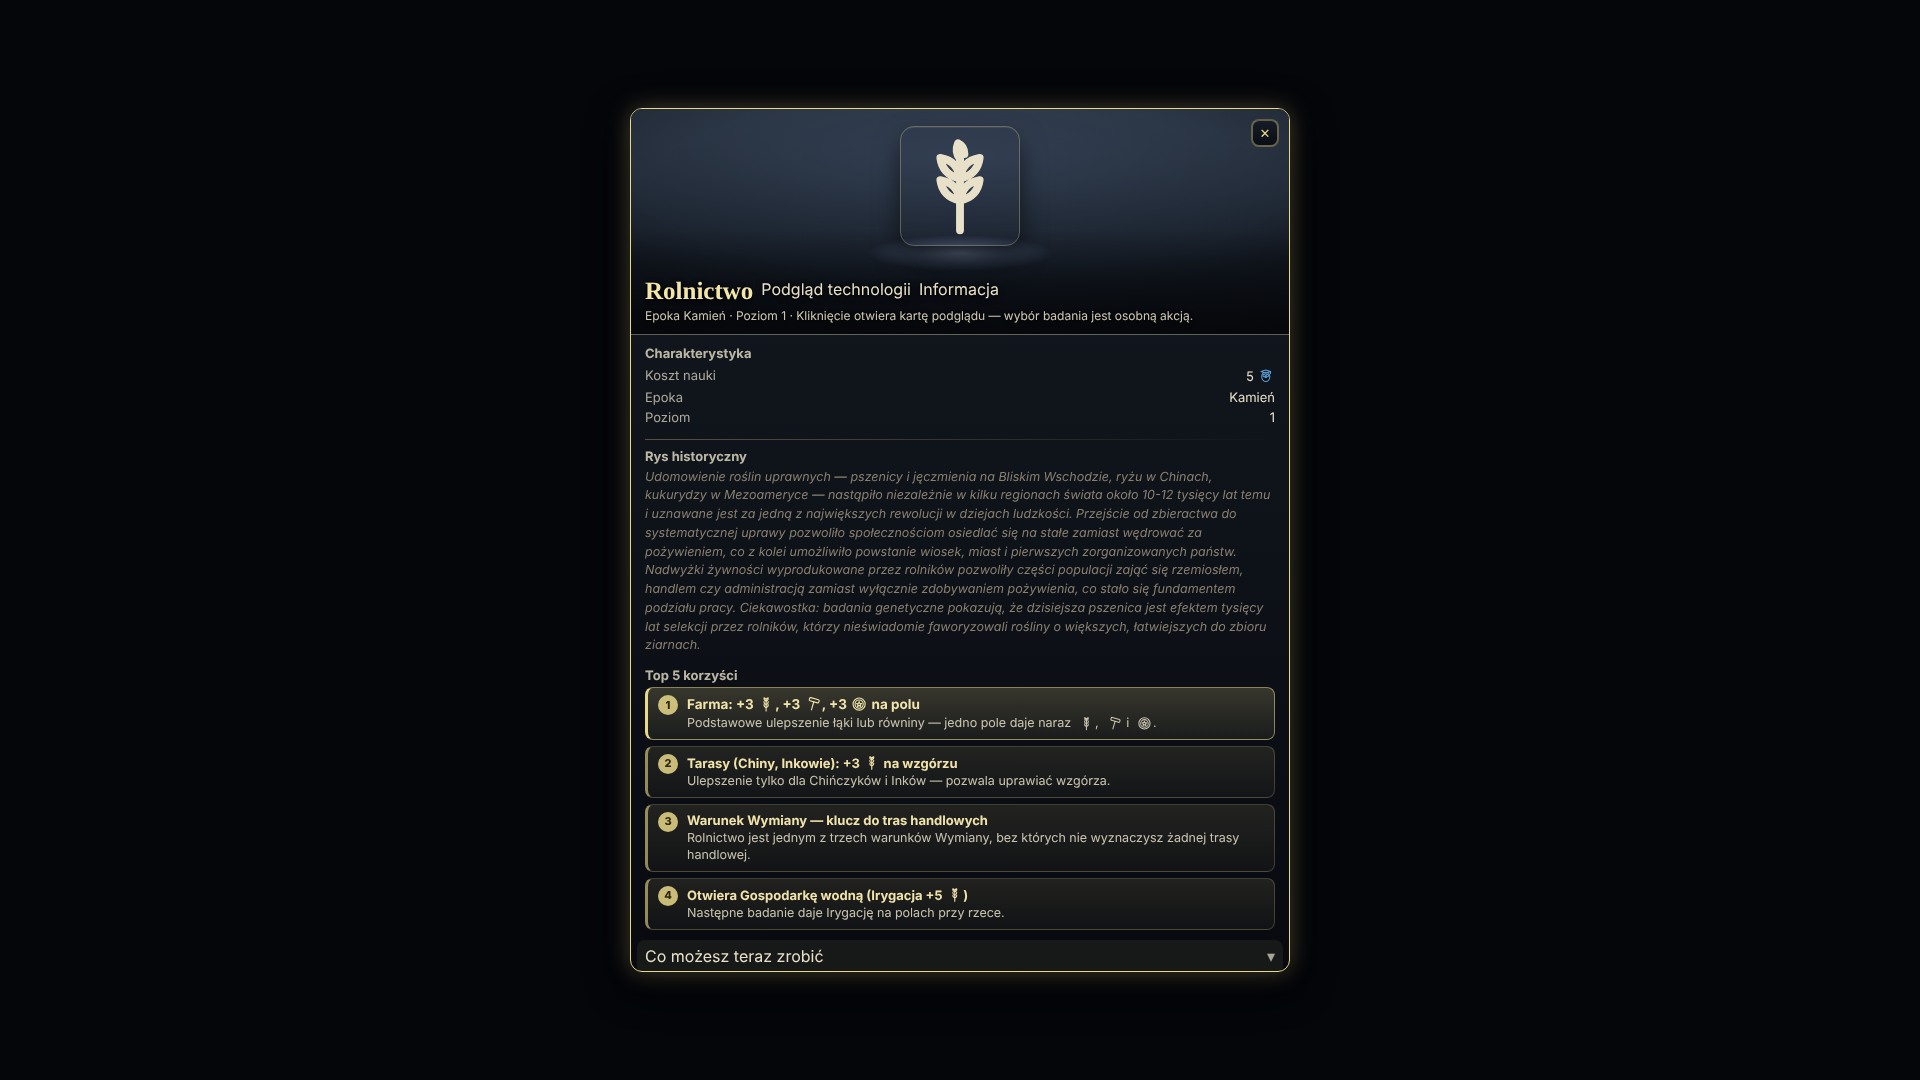 Rolnictwo Podgląd technologii Informacja
Epoka Kamień · Poziom 1 · Kliknięcie otwiera kartę podglądu — wybór badania jest osobną akcją.
Charakterystyka
Koszt nauki 5
Epoka Kamień
Poziom 1
Rys historyczny
Udomowienie roślin uprawnych — pszenicy i jęczmienia na Bliskim Wschodzie, ryżu w Chinach,
kukurydzy w Mezoameryce — nastąpiło niezależnie w kilku regionach świata około 10-12 tysięcy lat temu
i uznawane jest za jedną z największych rewolucji w dziejach ludzkości. Przejście od zbieractwa do
systematycznej uprawy pozwoliło społecznościom osiedlać się na stałe zamiast wędrować za
pożywieniem, co z kolei umożliwiło powstanie wiosek, miast i pierwszych zorganizowanych państw.
Nadwyżki żywności wyprodukowane przez rolników pozwoliły części populacji zająć się rzemiosłem,
handlem czy administracją zamiast wyłącznie zdobywaniem pożywienia, co stało się fundamentem
podziału pracy. Ciekawostka: badania genetyczne pokazują, że dzisiejsza pszenica jest efektem tysięcy
lat selekcji przez rolników, którzy nieświadomie faworyzowali rośliny o większych, łatwiejszych do zbioru
ziarnach.
Top 5 korzyści
1 Farma: +3 , +3 , +3 na polu
Podstawowe ulepszenie łąki lub równiny — jedno pole daje naraz , i .
2 Tarasy (Chiny, Inkowie): +3 na wzgórzu
Ulepszenie tylko dla Chińczyków i Inków — pozwala uprawiać wzgórza.
3 Warunek Wymiany — klucz do tras handlowych
Rolnictwo jest jednym z trzech warunków Wymiany, bez których nie wyznaczysz żadnej trasy
handlowej.
4 Otwiera Gospodarkę wodną (Irygacja +5 )
Następne badanie daje Irygację na polach przy rzece.
Co możesz teraz zrobić ▼